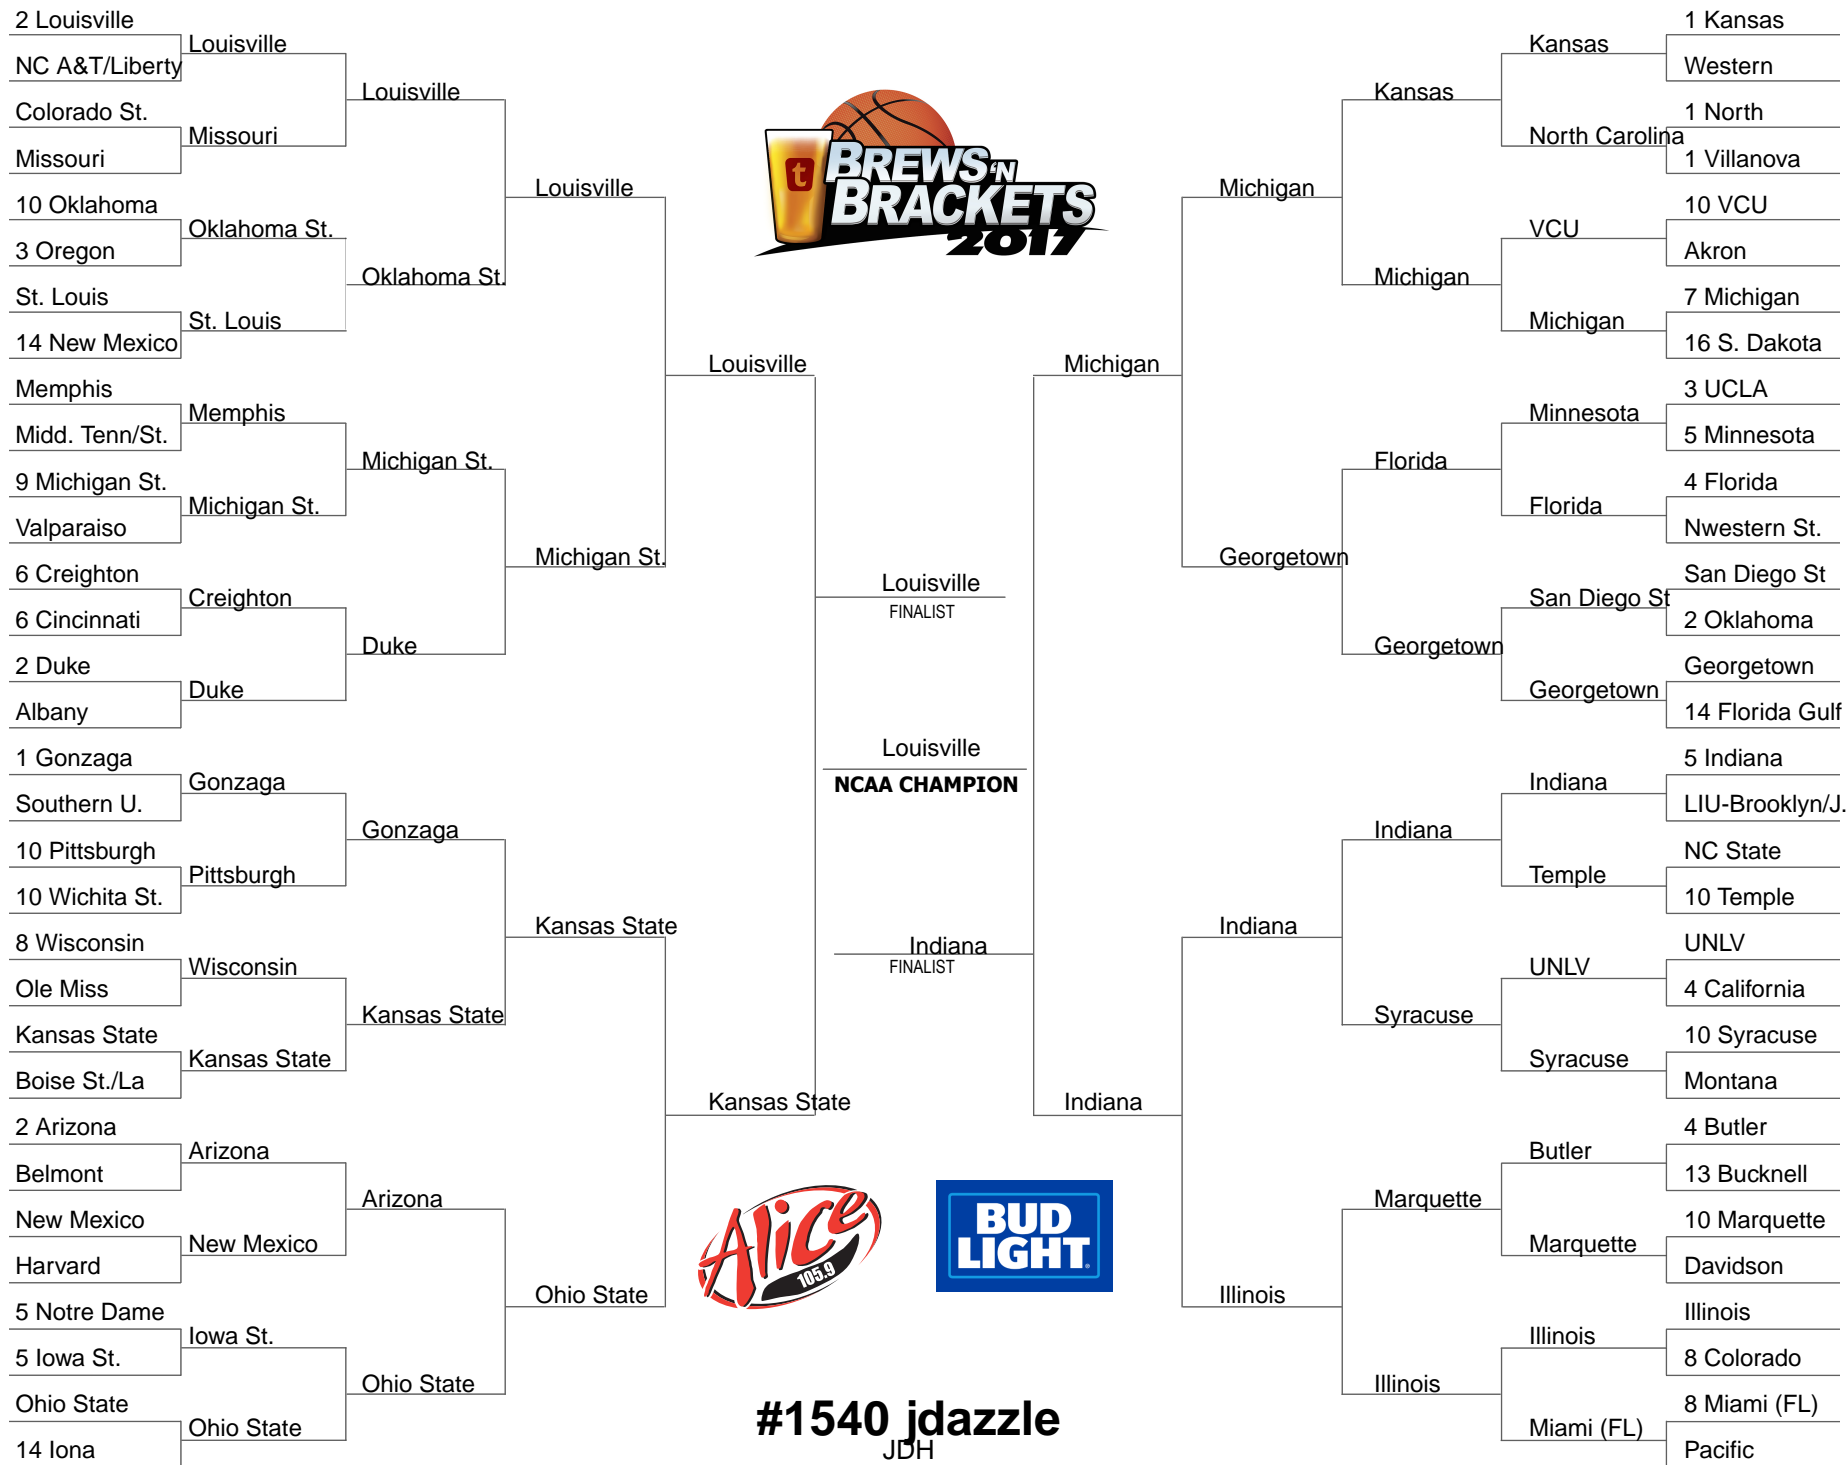 2 Louisville
NC A&T/Liberty
Colorado St.
Missouri
10 Oklahoma
3 Oregon
St. Louis
14 New Mexico
Memphis
Midd. Tenn/St.
9 Michigan St.
Valparaiso
6 Creighton
6 Cincinnati
2 Duke
Albany
1 Gonzaga
Southern U.
10 Pittsburgh
10 Wichita St.
8 Wisconsin
Ole Miss
Kansas State
Boise St./La
2 Arizona
Belmont
New Mexico
Harvard
5 Notre Dame
5 Iowa St.
Ohio State
14 Iona
Louisville
Missouri
Oklahoma St.
St. Louis
Memphis
Michigan St.
Creighton
Duke
Gonzaga
Pittsburgh
Wisconsin
Kansas State
Arizona
New Mexico
Iowa St.
Ohio State
Louisville
Oklahoma St.
Michigan St.
Duke
Gonzaga
Kansas State
Arizona
Ohio State
Louisville
Michigan St.
Kansas State
Ohio State
Louisville
Kansas State
t
BREWS 'N
BRACKETS
2017
Louisville
FINALIST
Louisville
NCAA CHAMPION
Indiana
FINALIST
Alice
105.9
BUD
LIGHT
#1540 jdazzle
JDH
Michigan
Indiana
Michigan
Georgetown
Indiana
Illinois
Kansas
Michigan
Florida
Georgetown
Indiana
Syracuse
Marquette
Illinois
Kansas
North Carolina
VCU
Michigan
Minnesota
Florida
San Diego St
Georgetown
Indiana
Temple
UNLV
Syracuse
Butler
Marquette
Illinois
Miami (FL)
1 Kansas
Western
1 North
1 Villanova
10 VCU
Akron
7 Michigan
16 S. Dakota
3 UCLA
5 Minnesota
4 Florida
Nwestern St.
San Diego St
2 Oklahoma
Georgetown
14 Florida Gulf
5 Indiana
LIU-Brooklyn/J.
NC State
10 Temple
UNLV
4 California
10 Syracuse
Montana
4 Butler
13 Bucknell
10 Marquette
Davidson
Illinois
8 Colorado
8 Miami (FL)
Pacific